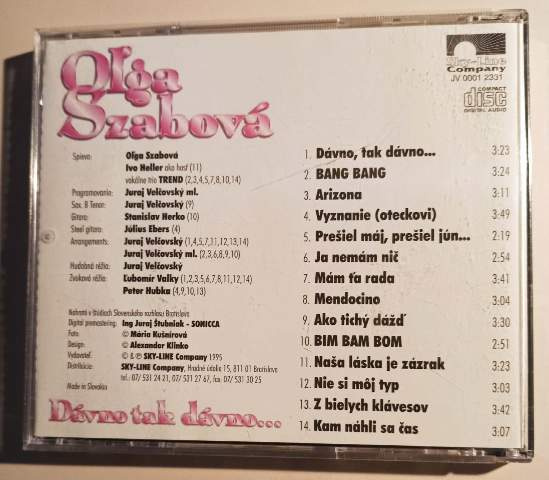 Oľga
Szabová
Sky-Line
Company
JV 0001 2331
COMPACT
disc
DIGITAL AUDIO
Spieva: Oľga Szabová
Ivo Heller ako hosť (11)
vokálne trio TREND (2,3,4,5,7,8,10,14)
Programovanie: Juraj Velčovský ml.
Sax. B Tenor: Juraj Velčovský (9)
Gitara: Stanislav Herko (10)
Steel gitara: Július Ebers (4)
Arrangements: Juraj Velčovský (1,4,5,7,11,12,13,14)
Juraj Velčovský ml. (2,3,6,8,9,10)
Hudobná réžia: Juraj Velčovský
Zvuková réžia: Ľubomír Valky (1,2,3,5,6,7,8,11,12,14)
Peter Hubka (4,9,10,13)
Nahrané v štúdiach Slovenského rozhlasu Bratislava
Digital premastering: Ing Juraj Štubniak - SONICCA
Foto: © Mária Kušnírová
Design: © Alexander Klinko
Vydavateľ: © & ℗ SKY-LINE Company 1995
Distribúcia: SKY-LINE Company, Hradné údolie 15, 811 01 Bratislava
tel.: 07/ 531 24 21, 07/ 531 27 67, fax: 07/ 531 30 25
Made in Slovakia
Dávno tak dávno...
1. Dávno, tak dávno... 3:23
2. BANG BANG 3:24
3. Arizona 3:11
4. Vyznanie (oteckovi) 3:49
5. Prešiel máj, prešiel jún... 2:19
6. Ja nemám nič 2:54
7. Mám ťa rada 3:41
8. Mendocino 3:04
9. Ako tichý dážď 3:30
10. BIM BAM BOM 2:51
11. Naša láska je zázrak 3:23
12. Nie si môj typ 3:03
13. Z bielych klávesov 3:42
14. Kam náhli sa čas 3:07